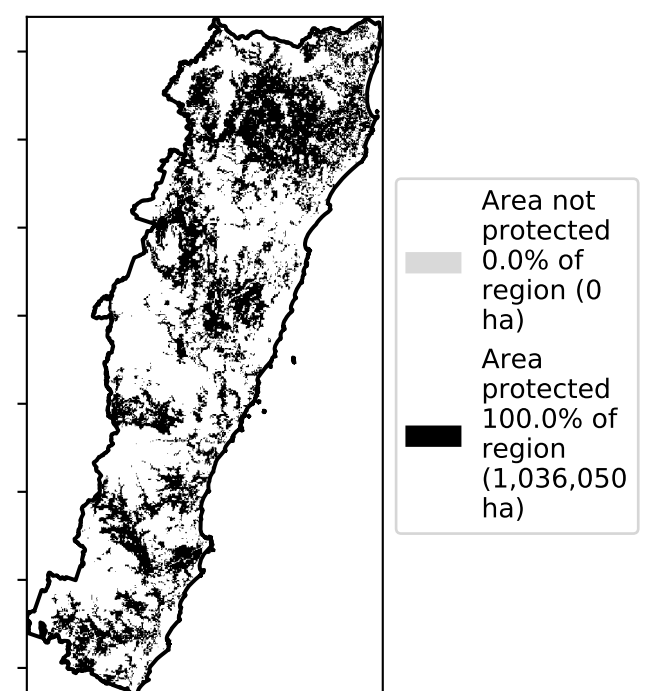 Area not
protected
0.0% of
region (0
ha)
Area
protected
100.0% of
region
(1,036,050
ha)